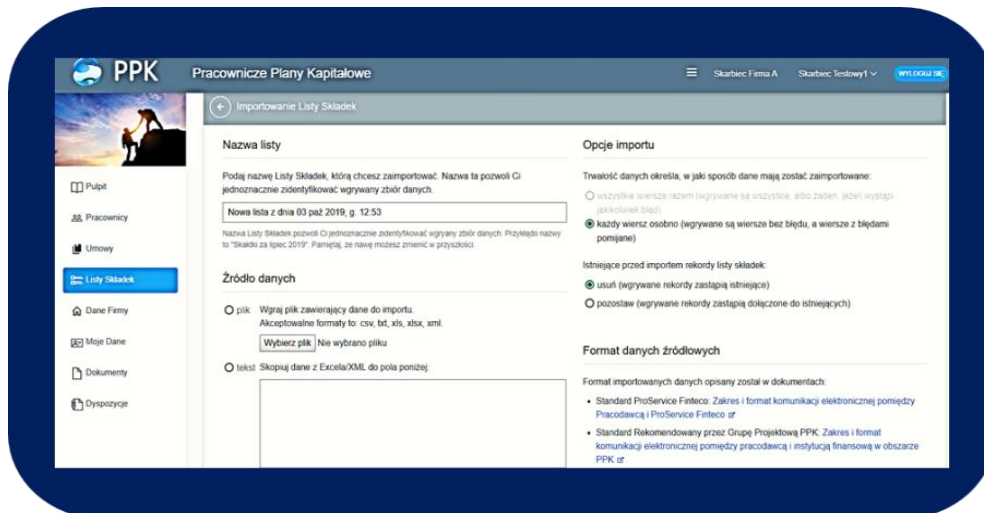 PPK
Pracownicze Plany Kapitałowe
Skarbiec Firma A
Skarbiec Testowy1
WYLOGUJ SIĘ
Importowanie Listy Składek
Pulpit
Pracownicy
Umowy
Listy Składek
Dane Firmy
Moje Dane
Dokumenty
Dyspozycje
Nazwa listy
Podaj nazwę Listy Składek, którą chcesz zaimportować. Nazwa ta pozwoli Ci
jednoznacznie zidentyfikować wgrywany zbiór danych.
Nowa lista z dnia 03 paź 2019, g. 12:53
Nazwa Listy Składek pozwoli Ci jednoznacznie zidentyfikować wgrywany zbiór danych. Przykłado nazwy
to "Składki za lipiec 2019". Pamiętaj, że nawę możesz zmienić w przyszłości.
Źródło danych
plik Wgraj plik zawierający dane do importu.
Akceptowalne formaty to: csv, txt, xls, xlsx, xml.
Wybierz plik Nie wybrano pliku
tekst Skopiuj dane z Excela/XML do pola poniżej:
Opcje importu
Trwałość danych określa, w jaki sposób dane mają zostać zaimportowane:
wszystkie wiersze razem (wgrywane są wszystkie, albo żaden, jeżeli wystąpi
jakikolwiek błąd)
każdy wiersz osobno (wgrywane są wiersze bez błędu, a wiersze z błędami
pomijane)
Istniejące przed importem rekordy listy składek:
usuń (wgrywane rekordy zastąpią istniejące)
pozostaw (wgrywane rekordy zastąpią dołączone do istniejących)
Format danych źródłowych
Format importowanych danych opisany został w dokumentach:
Standard ProService Finteco: Zakres i format komunikacji elektronicznej pomiędzy
Pracodawcą i ProService Finteco
Standard Rekomendowany przez Grupę Projektową PPK: Zakres i format
komunikacji elektronicznej pomiędzy pracodawcą i instytucją finansową w obszarze
PPK